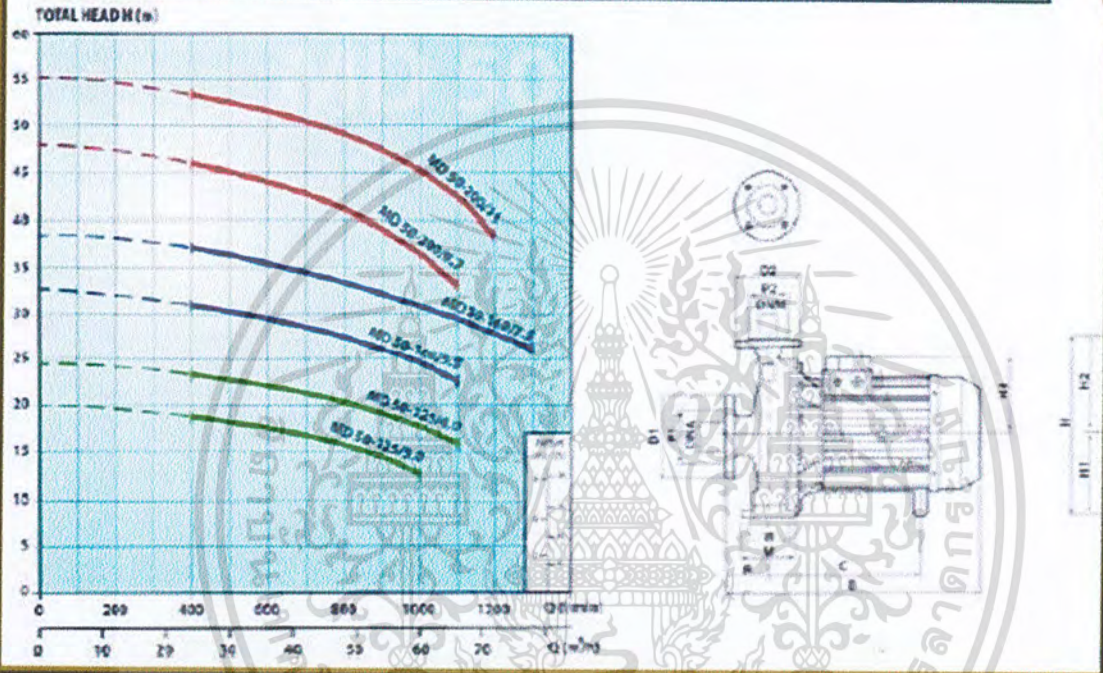 TOTAL HEAD H (m)
60
55
50
45
40
35
30
25
20
15
10
5
0
MD 50-200/11
MD 50-200/9.2
MD 50-160/7.5
MD 50-160/5.5
MD 50-125/4.0
MD 50-125/3.0
0 200 400 600 800 1000 1200 Q (l/min)
0 10 20 30 40 50 60 70 Q (m³/h)
D2
P2
DNM
D1
P1
DNA
H4
H2
H
H1
C
B